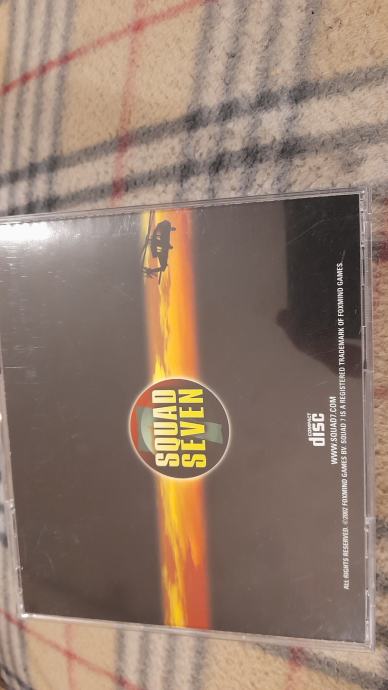 SQUAD
SEVEN
COMPACT
disc
WWW.SQUAD7.COM
ALL RIGHTS RESERVED. ©2002 FOXMIND GAMES BV. SQUAD 7 IS A REGISTERED TRADEMARK OF FOXMIND GAMES.